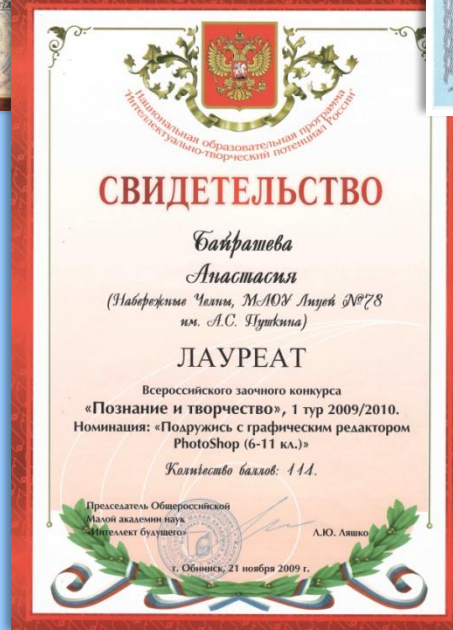 Национальная образовательная программа
"Интеллектуально-творческий потенциал России"
СВИДЕТЕЛЬСТВО
Байрашева
Анастасия
(Набережные Челны, МАОУ Лицей №78
им. А.С. Пушкина)
ЛАУРЕАТ
Всероссийского заочного конкурса
«Познание и творчество», 1 тур 2009/2010.
Номинация: «Подружись с графическим редактором
PhotoShop (6-11 кл.)»
Количество баллов: 114.
Председатель Общероссийской
Малой академии наук
«Интеллект будущего»
Л.Ю. Ляшко
г. Обнинск, 21 ноября 2009 г.